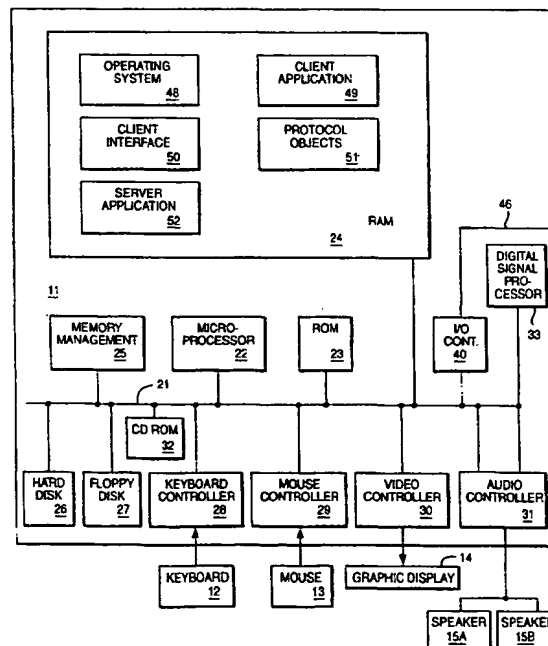 OPERATING
SYSTEM
48
CLIENT
APPLICATION
49
CLIENT
INTERFACE
50
PROTOCOL
OBJECTS
51
SERVER
APPLICATION
52
24
RAM
46
DIGITAL
SIGNAL
PRO-
CESSOR
33
11
MEMORY
MANAGEMENT
25
MICRO-
PROCESSOR
22
ROM
23
I/O
CONT.
40
21
CD ROM
32
HARD
DISK
26
FLOPPY
DISK
27
KEYBOARD
CONTROLLER
28
MOUSE
CONTROLLER
29
VIDEO
CONTROLLER
30
AUDIO
CONTROLLER
31
KEYBOARD
12
MOUSE
13
14
GRAPHIC DISPLAY
SPEAKER
15A
SPEAKER
15B